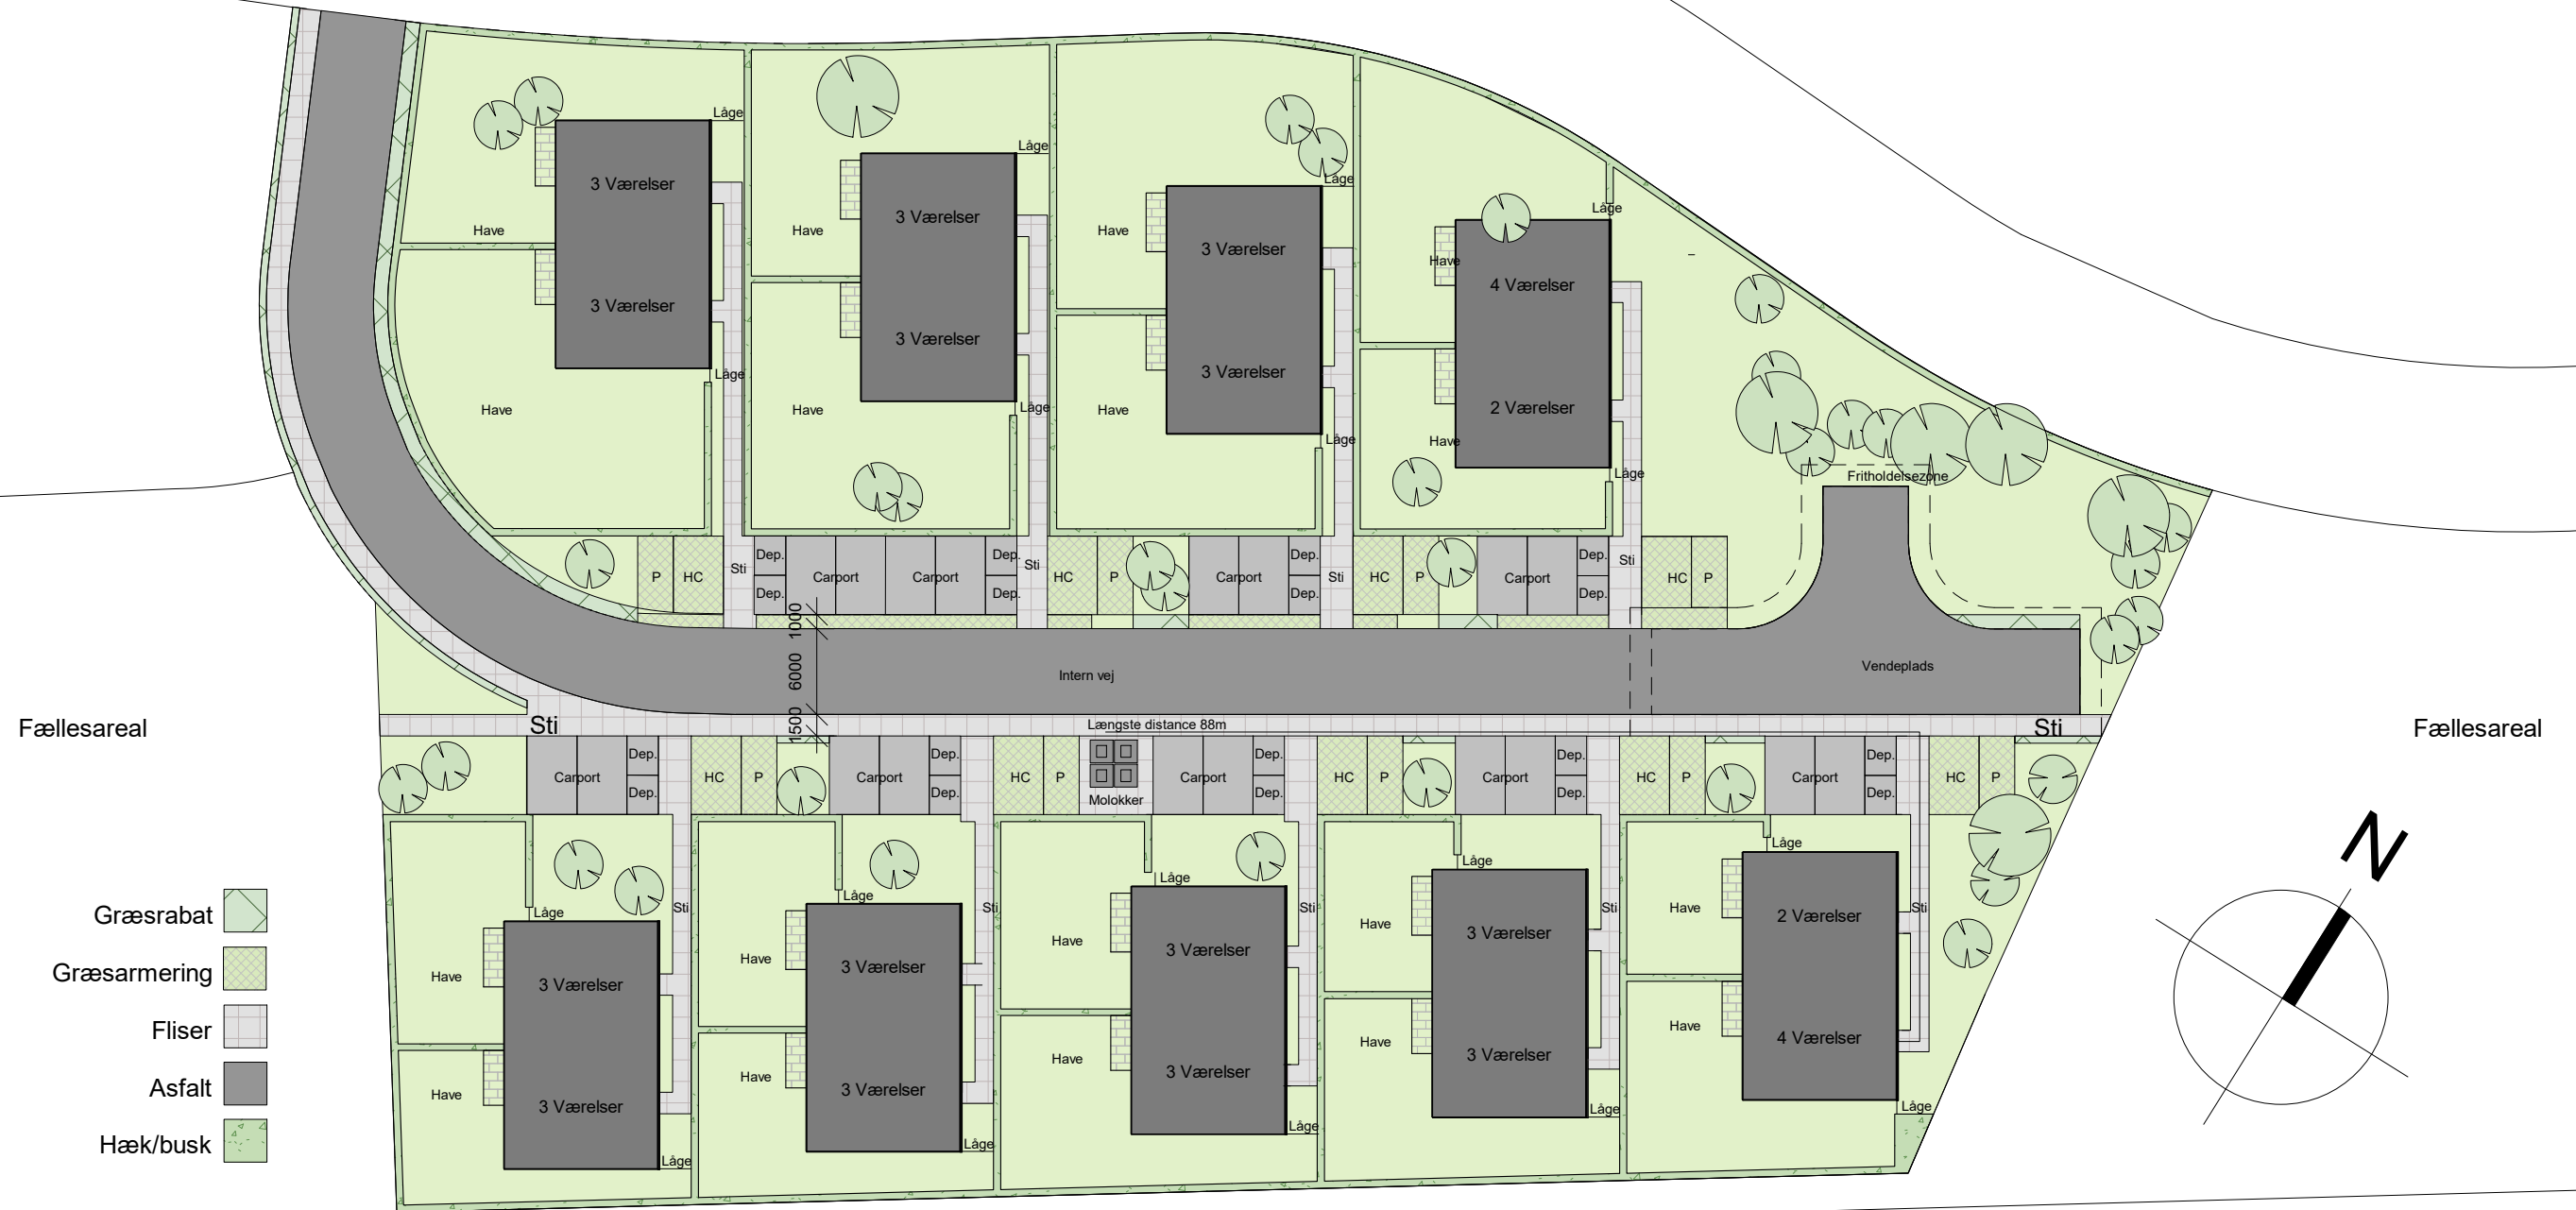 Låge
Låge
Låge
Låge
3 Værelser
3 Værelser
3 Værelser
4 Værelser
Have
Have
Have
Have
3 Værelser
3 Værelser
3 Værelser
2 Værelser
Låge
Låge
Låge
Låge
Have
Have
Have
Have
Fritholdelseszone
P
HC
Sti
Dep.
Dep.
Carport
Carport
Dep.
Dep.
Sti
HC
P
Carport
Dep.
Dep.
Sti
HC
P
Carport
Dep.
Dep.
Sti
HC
P
1000
6000
1500
Intern vej
Vendeplads
Fællesareal
Sti
Længste distance 88m
Sti
Fællesareal
Carport
Dep.
Dep.
HC
P
Carport
Dep.
Dep.
HC
P
Molokker
Carport
Dep.
Dep.
HC
P
Carport
Dep.
Dep.
HC
P
Carport
Dep.
Dep.
HC
P
N
Låge
Låge
Låge
Låge
Låge
Sti
Sti
Sti
Sti
Sti
Have
Have
Have
Have
Have
3 Værelser
3 Værelser
3 Værelser
3 Værelser
2 Værelser
Have
Have
Have
Have
Have
3 Værelser
3 Værelser
3 Værelser
3 Værelser
4 Værelser
Låge
Låge
Låge
Låge
Låge
Græsrabat
Græsarmering
Fliser
Asfalt
Hæk/busk